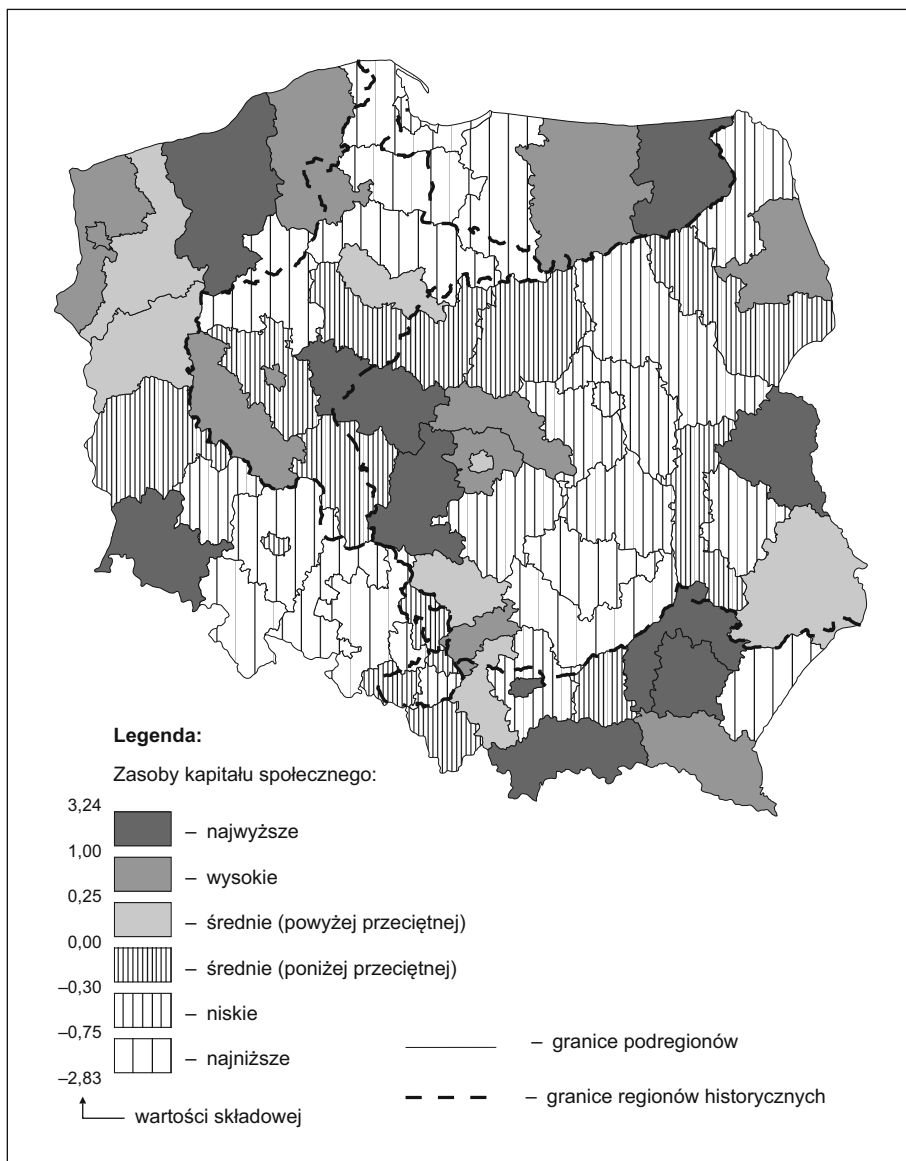 Legenda:
Zasoby kapitału społecznego:
3,24
– najwyższe
1,00
– wysokie
0,25
– średnie (powyżej przeciętnej)
0,00
– średnie (poniżej przeciętnej)
–0,30
– niskie
–0,75
– najniższe
–2,83
wartości składowej
– granice podregionów
– granice regionów historycznych